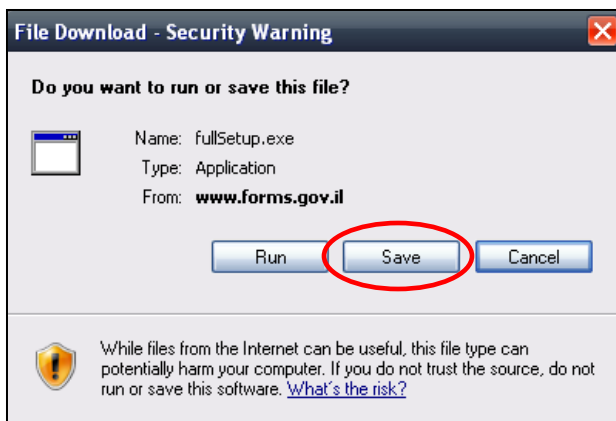 File Download - Security Warning
Do you want to run or save this file?
Name: fullSetup.exe
Type: Application
From: www.forms.gov.il
Run Save Cancel
While files from the Internet can be useful, this file type can
potentially harm your computer. If you do not trust the source, do not
run or save this software. What's the risk?